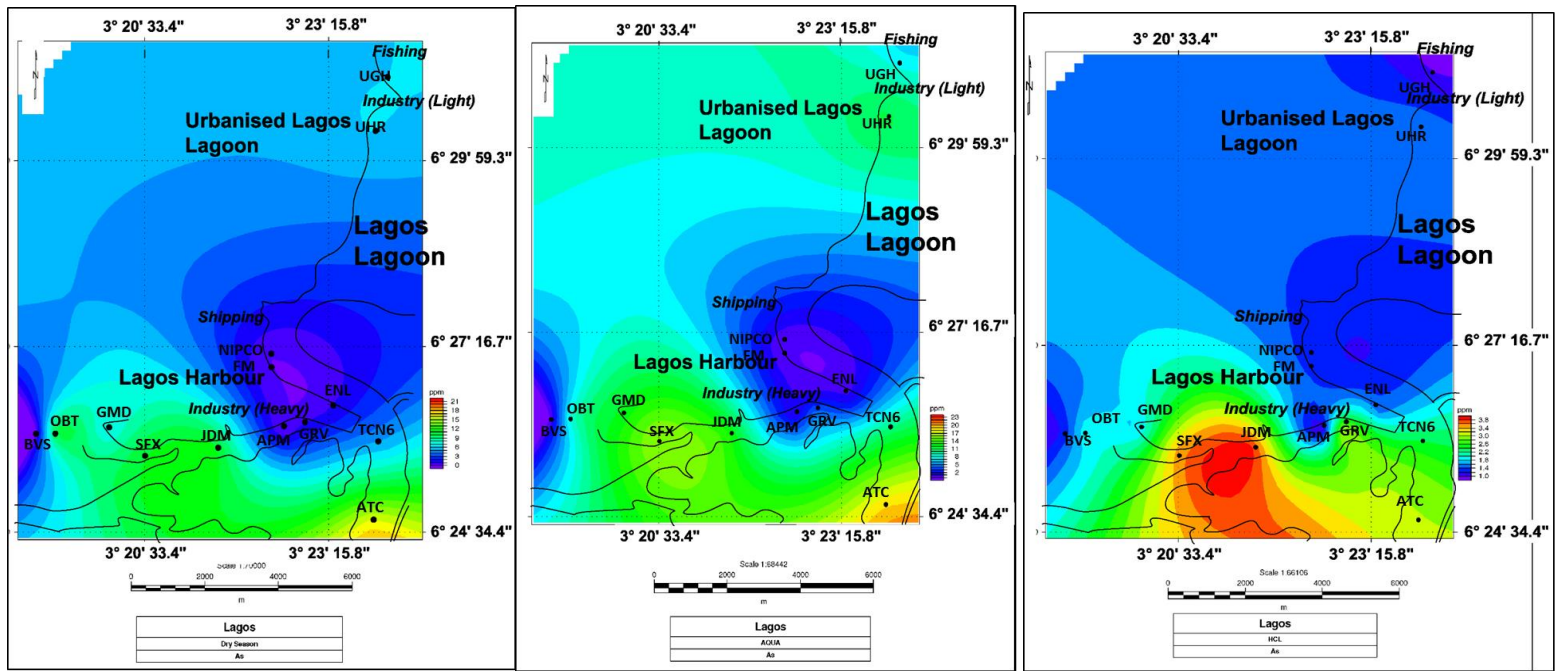 3° 20' 33.4"
3° 23' 15.8"
Fishing
N
UGH
Industry (Light)
Urbanised Lagos
Lagoon
UHR
6° 29' 59.3"
Lagos
Lagoon
Shipping
NIPCO
FM
6° 27' 16.7"
Lagos Harbour
ENL
ppm
21
18
15
12
9
6
3
0
Industry (Heavy)
GMD
OBT
BVS
SFX
JDM
APM
GRV
TCN6
ATC
6° 24' 34.4"
3° 20' 33.4"
3° 23' 15.8"
Scale 1:70000
0
2000
4000
6000
m
Lagos
Dry Season
As
3° 20' 33.4"
3° 23' 15.8"
Fishing
N
UGH
Industry (Light)
Urbanised Lagos
Lagoon
UHR
6° 29' 59.3"
Lagos
Lagoon
Shipping
NIPCO
FM
6° 27' 16.7"
Lagos Harbour
ENL
ppm
23
20
17
14
11
8
5
2
Industry (Heavy)
GMD
OBT
BVS
SFX
JDM
APM
GRV
TCN6
ATC
6° 24' 34.4"
3° 20' 33.4"
3° 23' 15.8"
Scale 1:68442
0
2000
4000
6000
m
Lagos
AQUA
As
3° 20' 33.4"
3° 23' 15.8"
Fishing
N
UGH
Industry (Light)
Urbanised Lagos
Lagoon
UHR
6° 29' 59.3"
Lagos
Lagoon
Shipping
NIPCO
FM
6° 27' 16.7"
Lagos Harbour
ENL
ppm
3.8
3.4
3.0
2.6
2.2
1.8
1.4
1.0
Industry (Heavy)
GMD
OBT
BVS
SFX
JDM
APM
GRV
TCN6
ATC
6° 24' 34.4"
3° 20' 33.4"
3° 23' 15.8"
Scale 1:66106
0
2000
4000
6000
m
Lagos
HCL
As